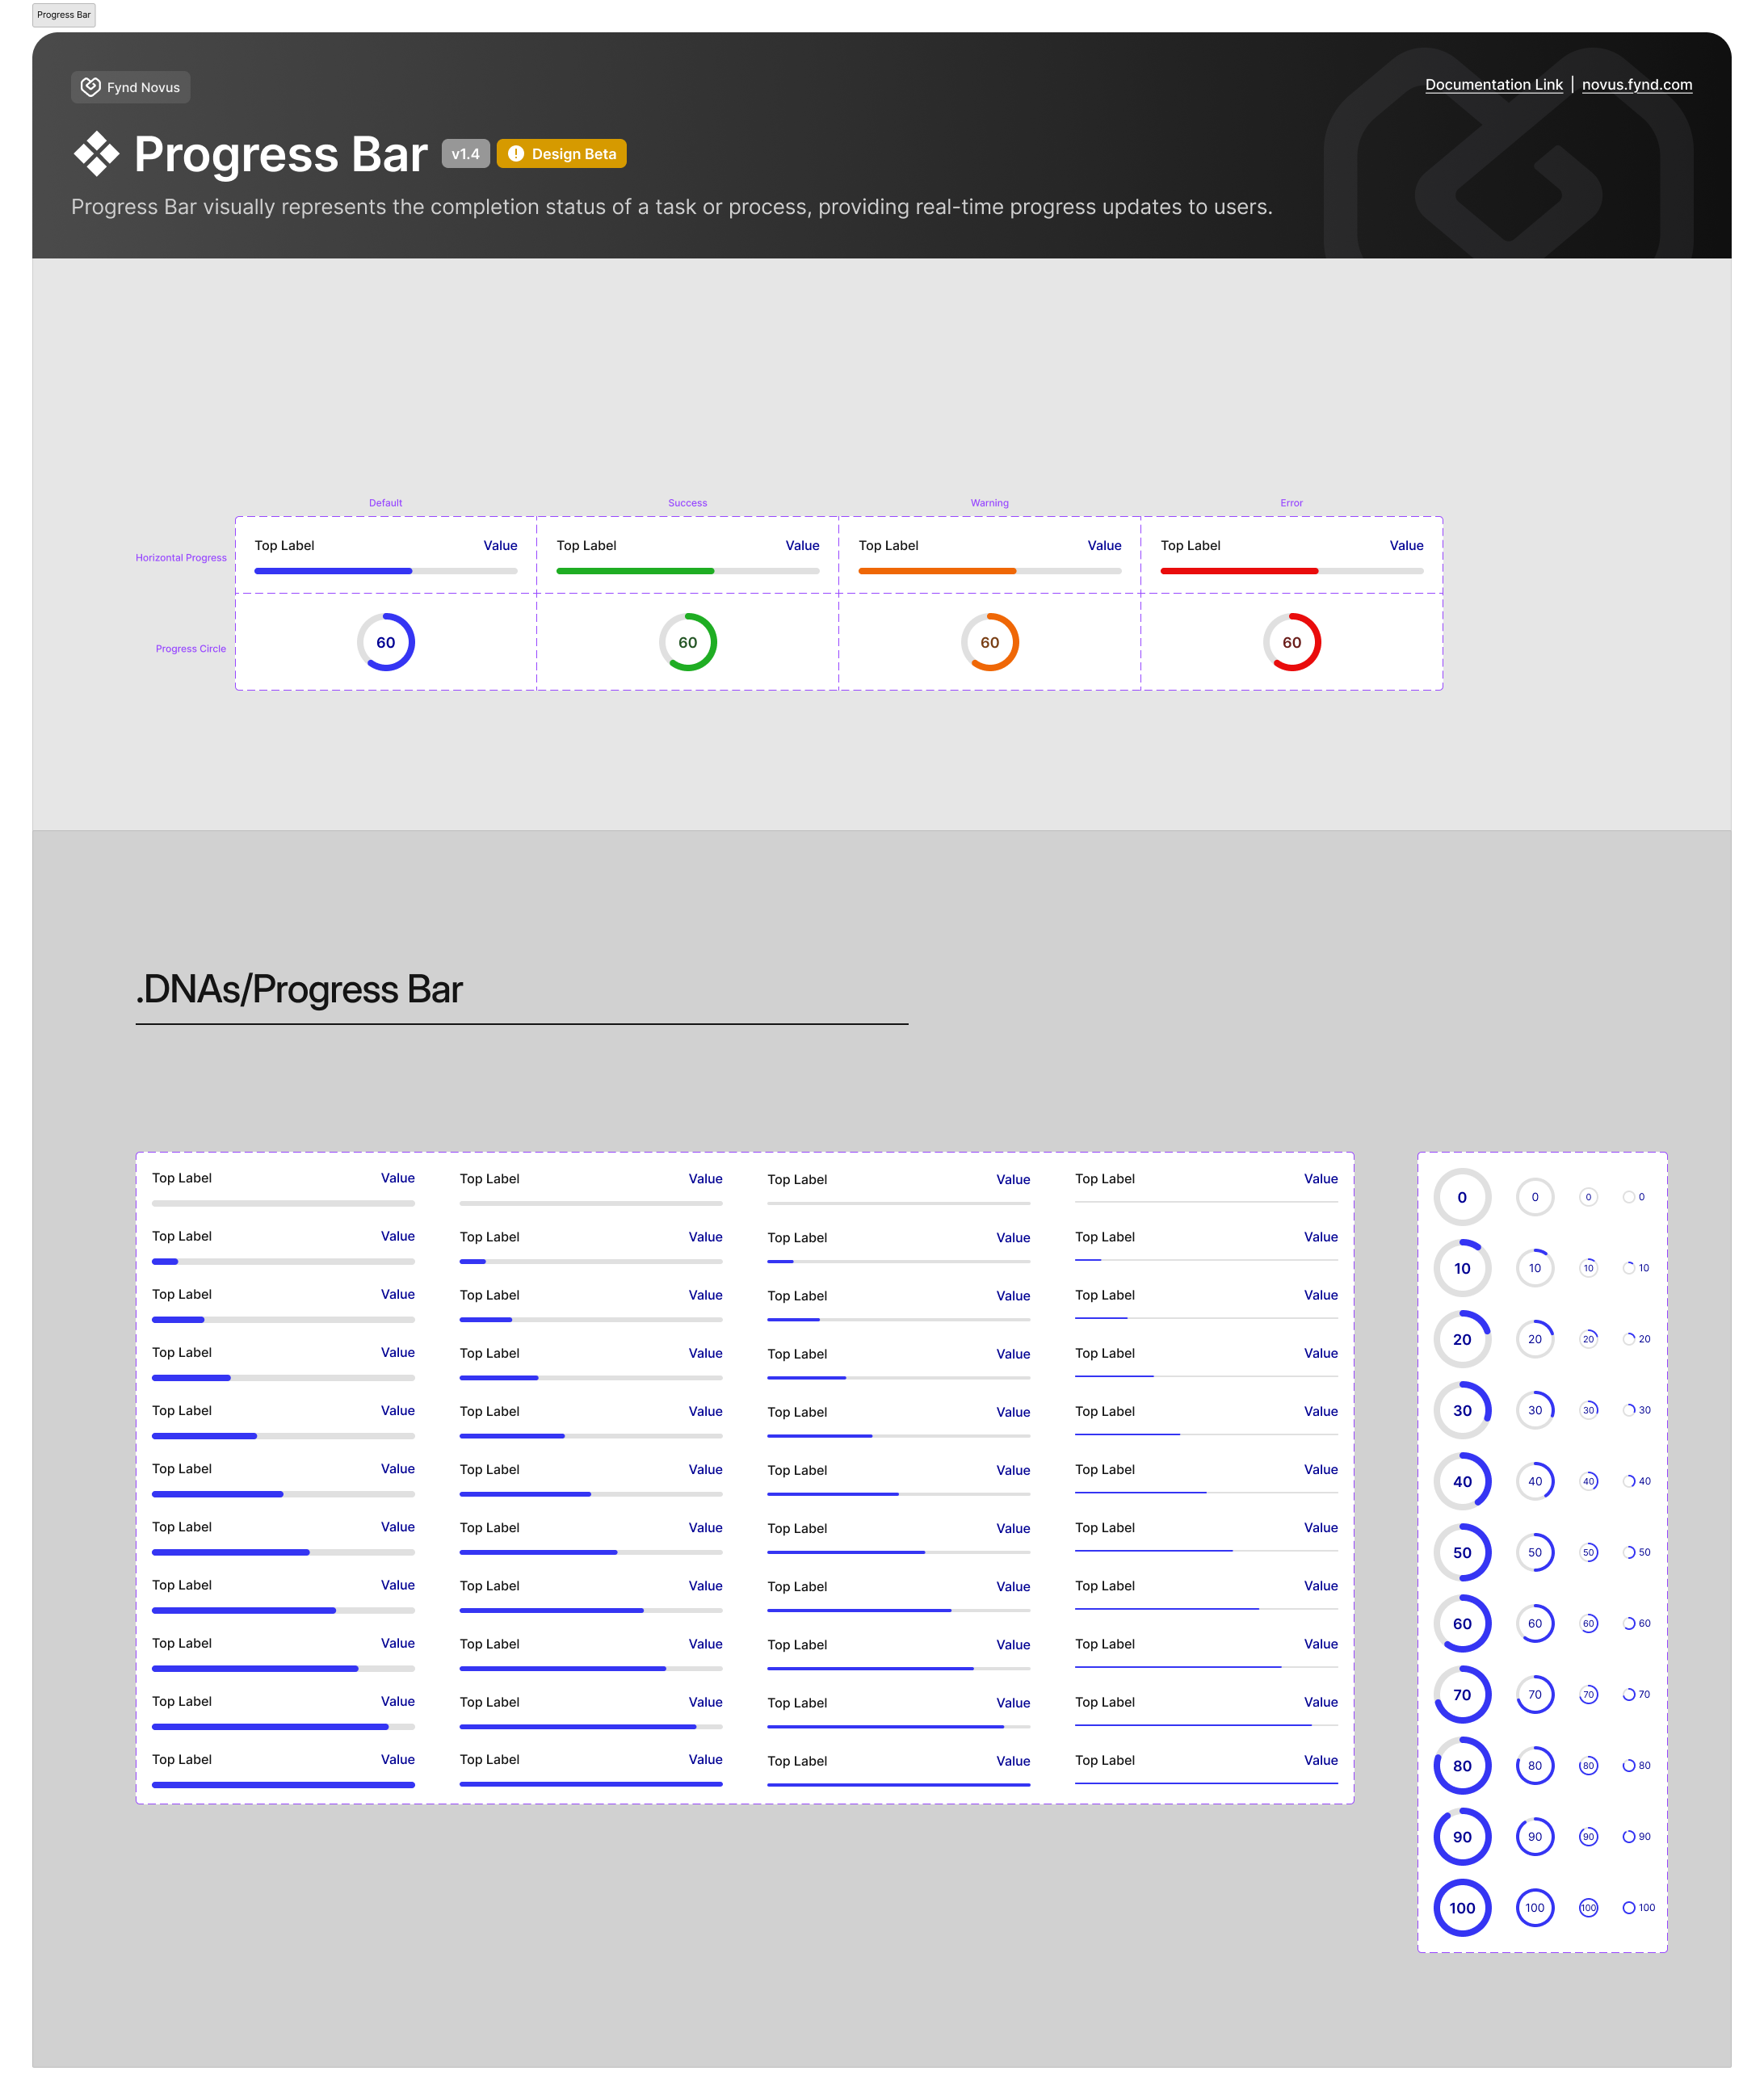 Progress Bar
Fynd Novus
Documentation Link | novus.fynd.com
Progress Bar v1.4 Design Beta
Progress Bar visually represents the completion status of a task or process, providing real-time progress updates to users.
Default Success Warning Error
Horizontal Progress Top Label Value Top Label Value Top Label Value Top Label Value
Progress Circle 60 60 60 60
.DNAs/Progress Bar
Top Label Value Top Label Value Top Label Value Top Label Value
Top Label Value Top Label Value Top Label Value Top Label Value
Top Label Value Top Label Value Top Label Value Top Label Value
Top Label Value Top Label Value Top Label Value Top Label Value
Top Label Value Top Label Value Top Label Value Top Label Value
Top Label Value Top Label Value Top Label Value Top Label Value
Top Label Value Top Label Value Top Label Value Top Label Value
Top Label Value Top Label Value Top Label Value Top Label Value
Top Label Value Top Label Value Top Label Value Top Label Value
Top Label Value Top Label Value Top Label Value Top Label Value
Top Label Value Top Label Value Top Label Value Top Label Value
0 0 0 0
10 10 10 10
20 20 20 20
30 30 30 30
40 40 40 40
50 50 50 50
60 60 60 60
70 70 70 70
80 80 80 80
90 90 90 90
100 100 100 100